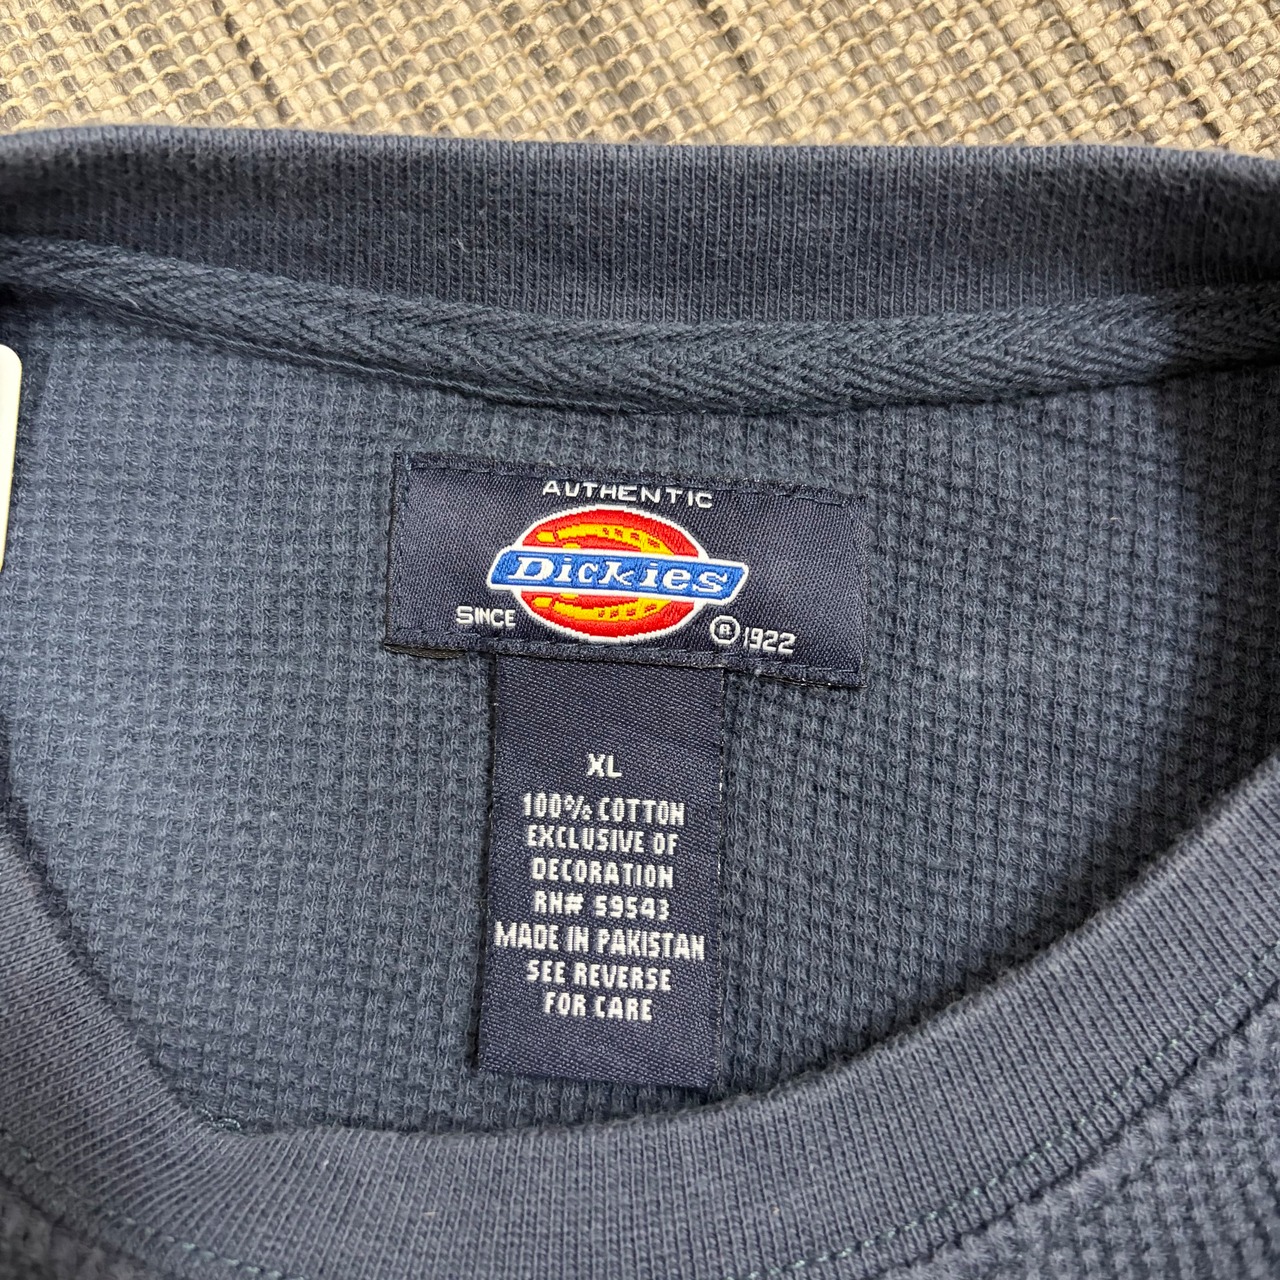 AUTHENTIC
Dickies
SINCE ® 1922
XL
100% COTTON
EXCLUSIVE OF
DECORATION
RN# 59543
MADE IN PAKISTAN
SEE REVERSE
FOR CARE